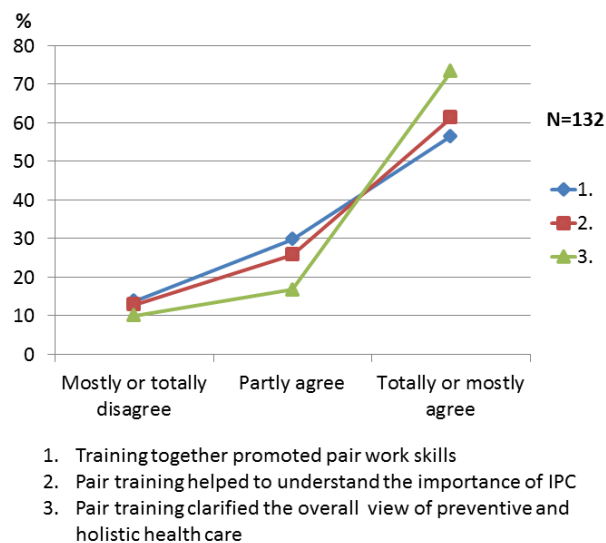 %
80
70
60
50
40
30
20
10
0
N=132
1.
2.
3.
Mostly or totally
disagree
Partly agree
Totally or mostly
agree
1. Training together promoted pair work skills
2. Pair training helped to understand the importance of IPC
3. Pair training clarified the overall view of preventive and
holistic health care